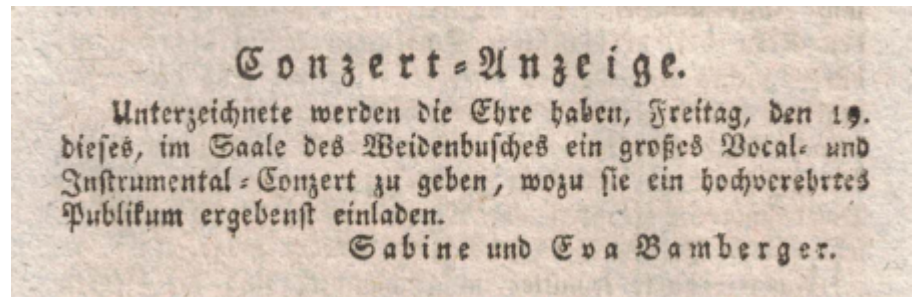 Conzert-Anzeige.
Unterzeichnete werden die Ehre haben, Freitag, den 19.
dieses, im Saale des Weidenbusches ein großes Vocal- und
Instrumental-Conzert zu geben, wozu sie ein hochverehrtes
Publikum ergebenst einladen.
Sabine und Eva Bamberger.